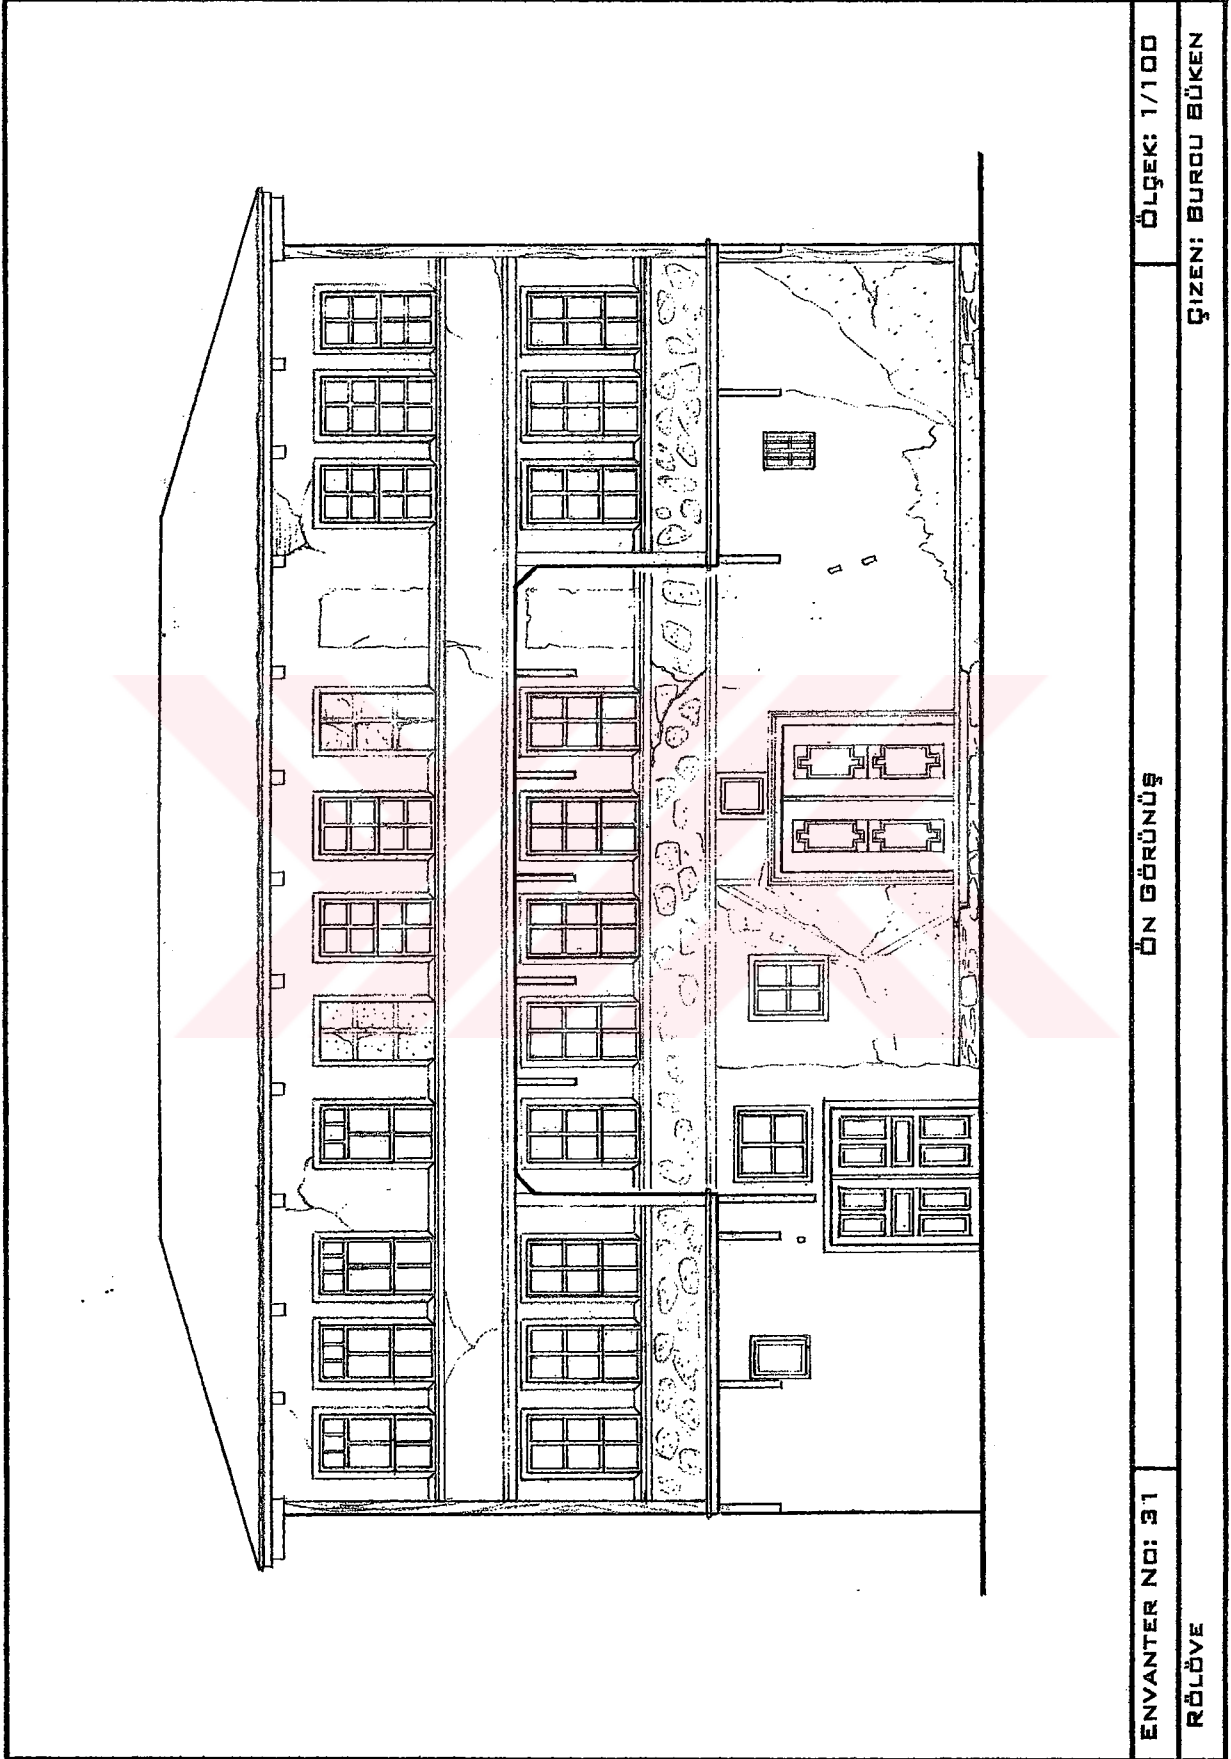 ENVANTER NO: 31
ÖN GÖRÜNÜŞ
ÖLÇEK: 1/100
RÖLÖVE
ÇIZEN: BURCU BÜKEN